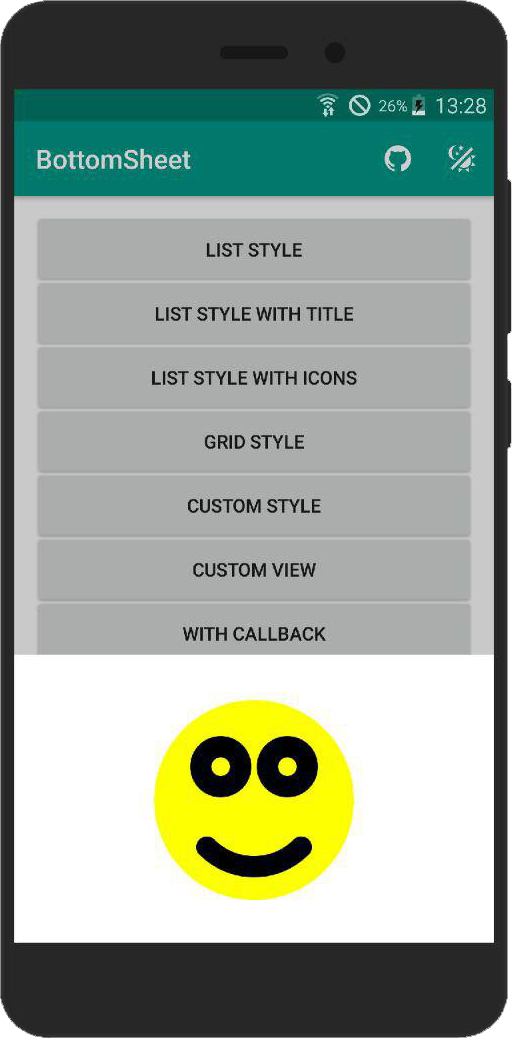 26% 13:28
BottomSheet
LIST STYLE
LIST STYLE WITH TITLE
LIST STYLE WITH ICONS
GRID STYLE
CUSTOM STYLE
CUSTOM VIEW
WITH CALLBACK